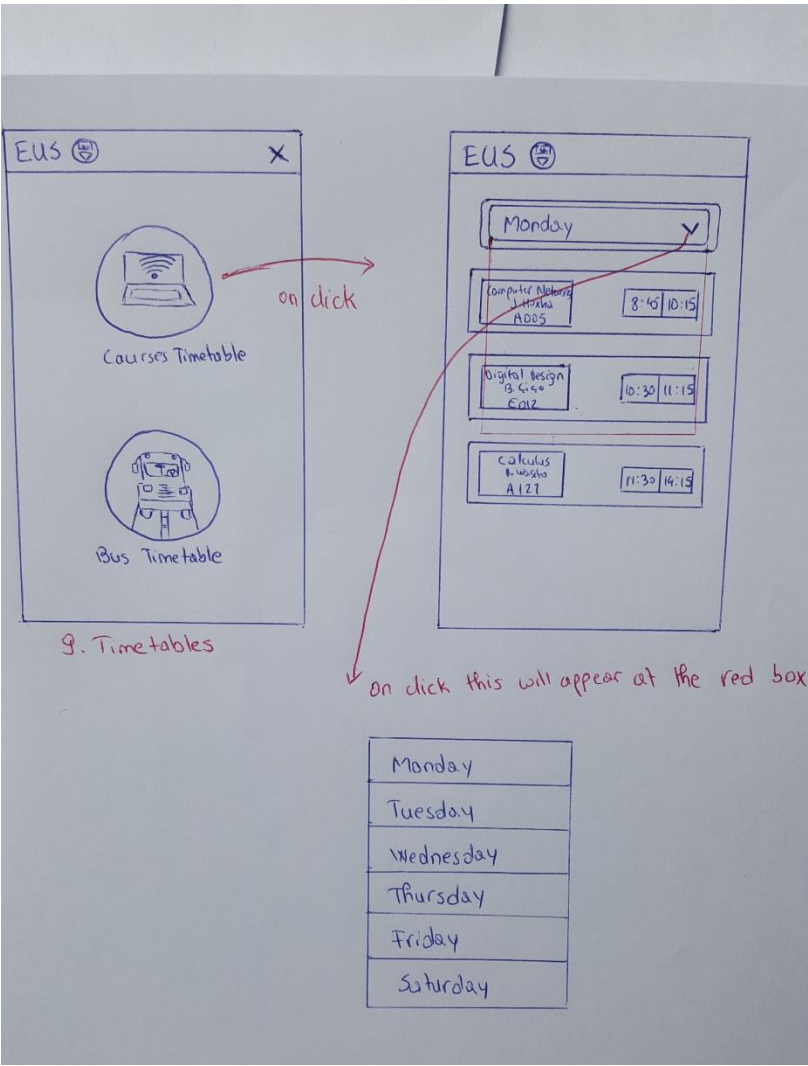 EUS
X
Courses Timetable
Bus Timetable
9. Timetables
on click
EUS
Monday
Computer
A005
8:45 10:15
Digital Design
E012
10:30 11:15
Calculus
A127
11:30 14:15
on click this will appear at the red box
Monday
Tuesday
Wednesday
Thursday
Friday
Saturday